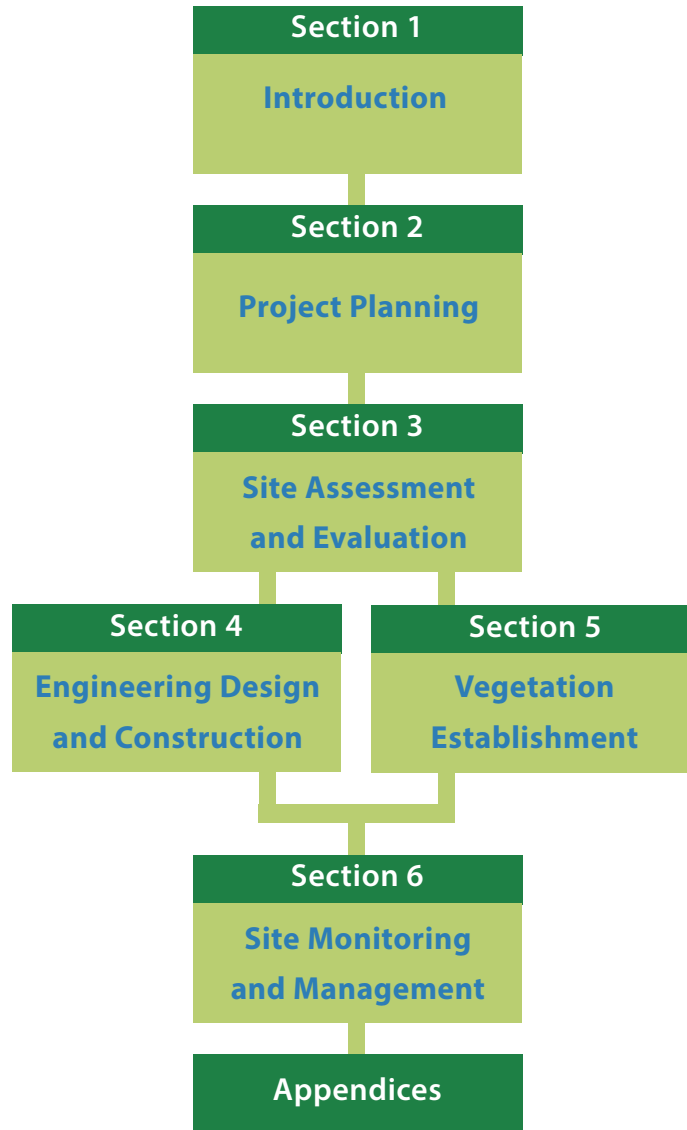 Section 1
Introduction
Section 2
Project Planning
Section 3
Site Assessment
and Evaluation
Section 4
Engineering Design
and Construction
Section 5
Vegetation
Establishment
Section 6
Site Monitoring
and Management
Appendices